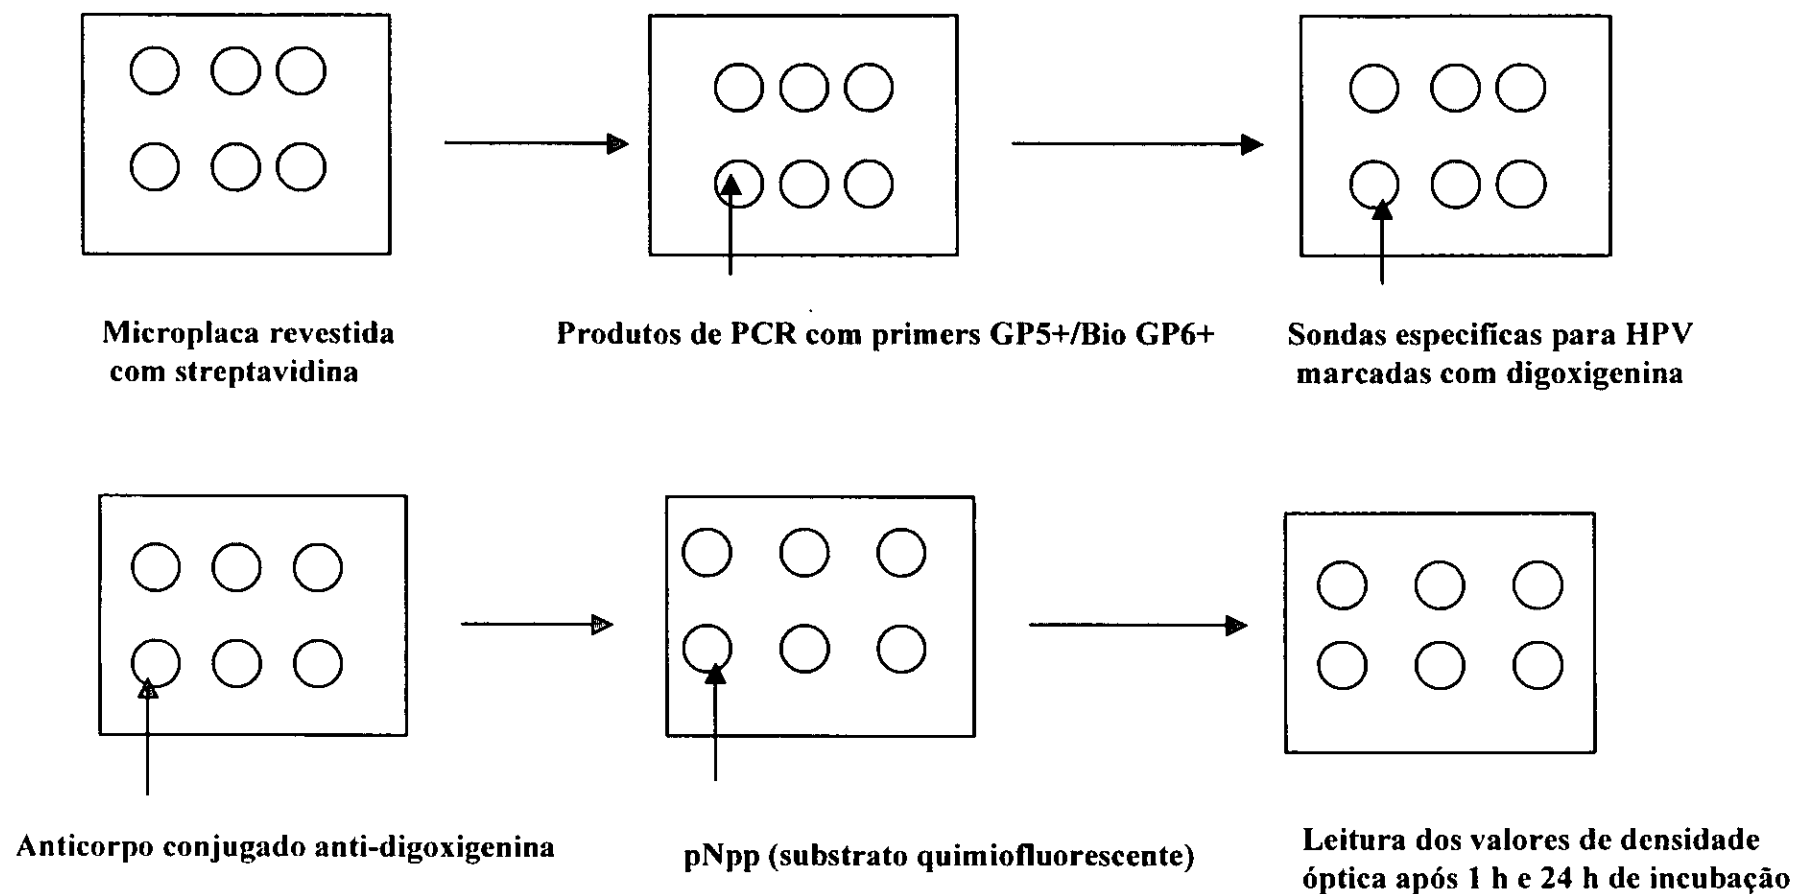 Microplaca revestida
com streptavidina
Produtos de PCR com primers GP5+/Bio GP6+
Sondas especificas para HPV
marcadas com digoxigenina
Anticorpo conjugado anti-digoxigenina
pNpp (substrato quimiofluorescente)
Leitura dos valores de densidade
óptica após 1 h e 24 h de incubação